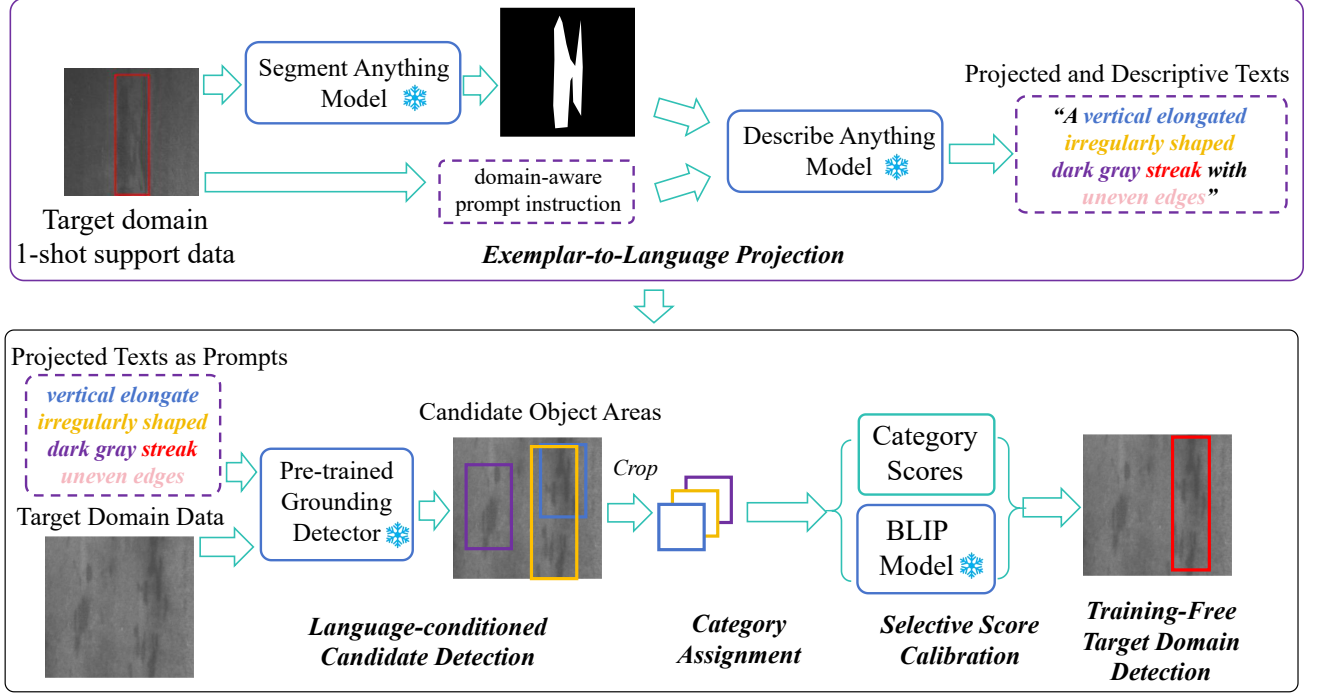 Segment Anything
Model
Target domain
1-shot support data
domain-aware
prompt instruction
Describe Anything
Model
Projected and Descriptive Texts
“A vertical elongated
irregularly shaped
dark gray streak with
uneven edges”
Exemplar-to-Language Projection
Projected Texts as Prompts
vertical elongate
irregularly shaped
dark gray streak
uneven edges
Target Domain Data
Pre-trained
Grounding
Detector
Candidate Object Areas
Language-conditioned
Candidate Detection
Crop
Category
Assignment
Category
Scores
BLIP
Model
Selective Score
Calibration
Training-Free
Target Domain
Detection